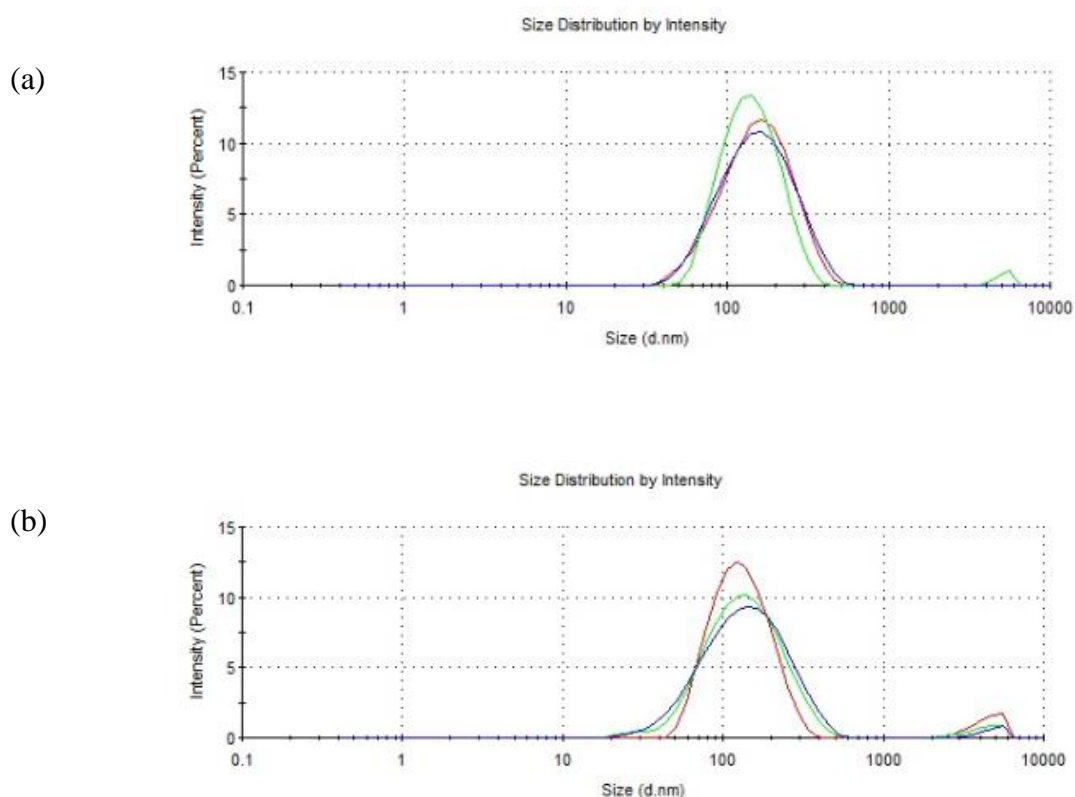 (a)
Size Distribution by Intensity
15
10
5
0
Intensity (Percent)
0.1 1 10 100 1000 10000
Size (d.nm)
(b)
Size Distribution by Intensity
15
10
5
0
Intensity (Percent)
0.1 1 10 100 1000 10000
Size (d.nm)